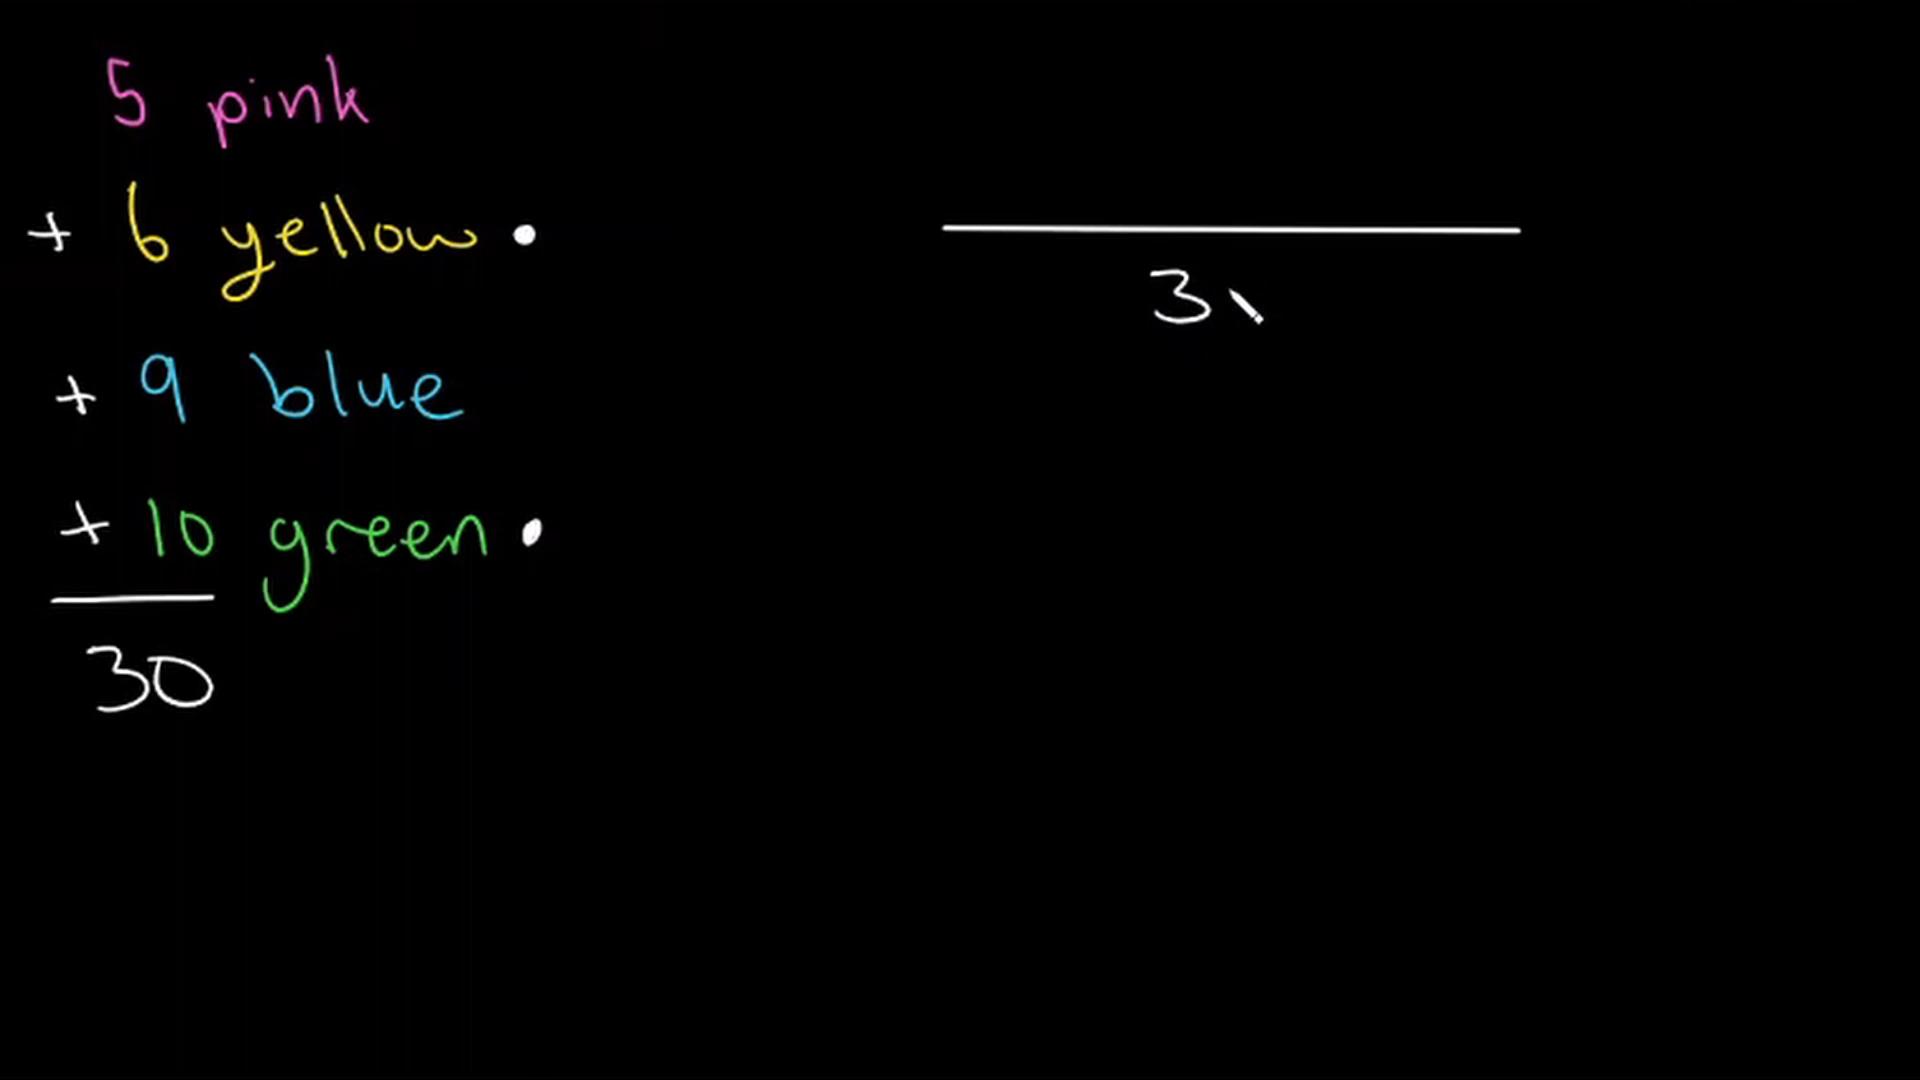 5 pink
+ 6 yellow •
+ 9 blue
+ 10 green •
30
3